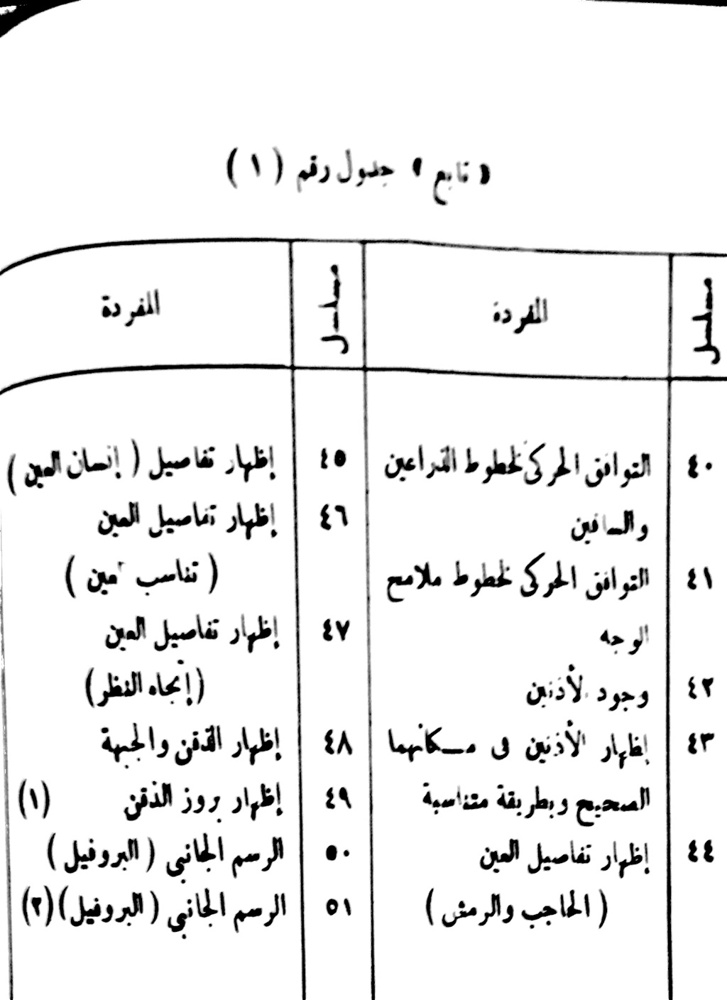 « تابع » جدول رقم ( ١ )
مسلسل المفردة
٤٠ التوافق الحركى لخطوط الذراعين
والساقين
٤١ التوافق الحركى لخطوط ملامح
الوجه
٤٢ وجود الأذنين
٤٣ إظهار الأذنين فى مكانهما
الصحيح وبطريقة متناسبة
٤٤ إظهار تفاصيل العين
( الحاجب والرمش )
مسلسل المفردة
٤٥ إظهار تفاصيل ( إنسان العين )
٤٦ إظهار تفاصيل العين
( تناسب العين )
٤٧ إظهار تفاصيل العين
( إتجاه النظر )
٤٨ إظهار الذقن والجبهة
٤٩ إظهار بروز الذقن (١)
٥٠ الرسم الجانبى ( البروفيل )
٥١ الرسم الجانبى ( البروفيل ) (٢)